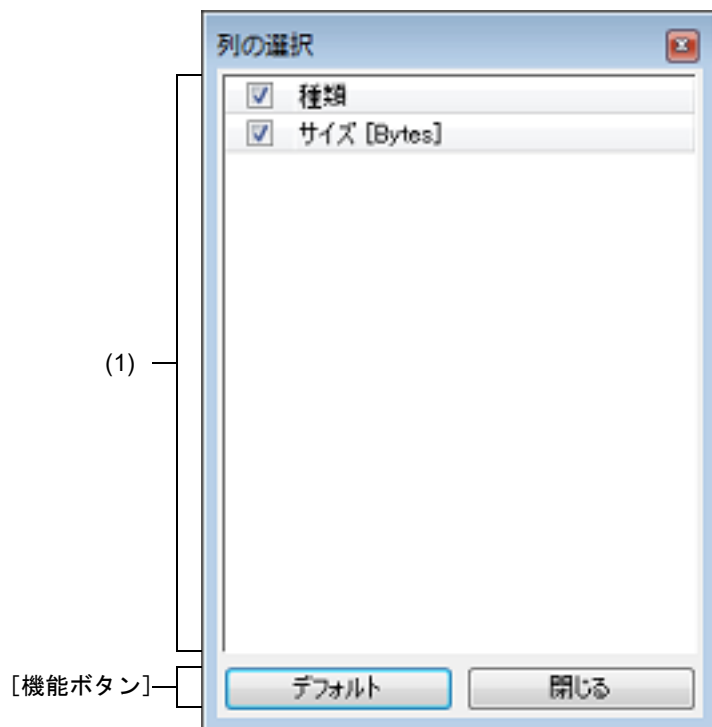 列の選択
種類
サイズ [Bytes]
(1)
[機能ボタン]
デフォルト
閉じる